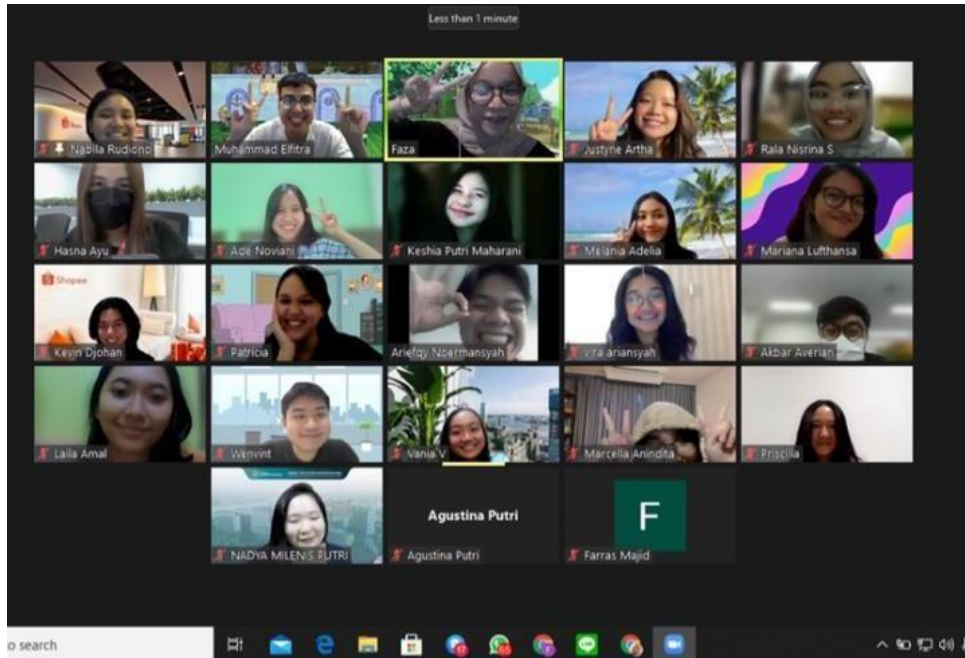 Less than 1 minute
Nabila Rudiono
Muhammad Elfitra
Faza
Justyne Artha
Rala Nisrina S
Hasna Ayu
Ade Noviani
Keshia Putri Maharani
Melania Adelia
Mariana Lufthansa
Shopee
Kevin Djohan
Patricia
Ariefqy Noermansyah
vira ariansyah
Akbar Averian
Laila Amal
Wenvint
Vania V
Marcella Anindita
Priscilla
NADYA MILENIS PUTRI
Agustina Putri
Agustina Putri
F
Farras Majid
o search